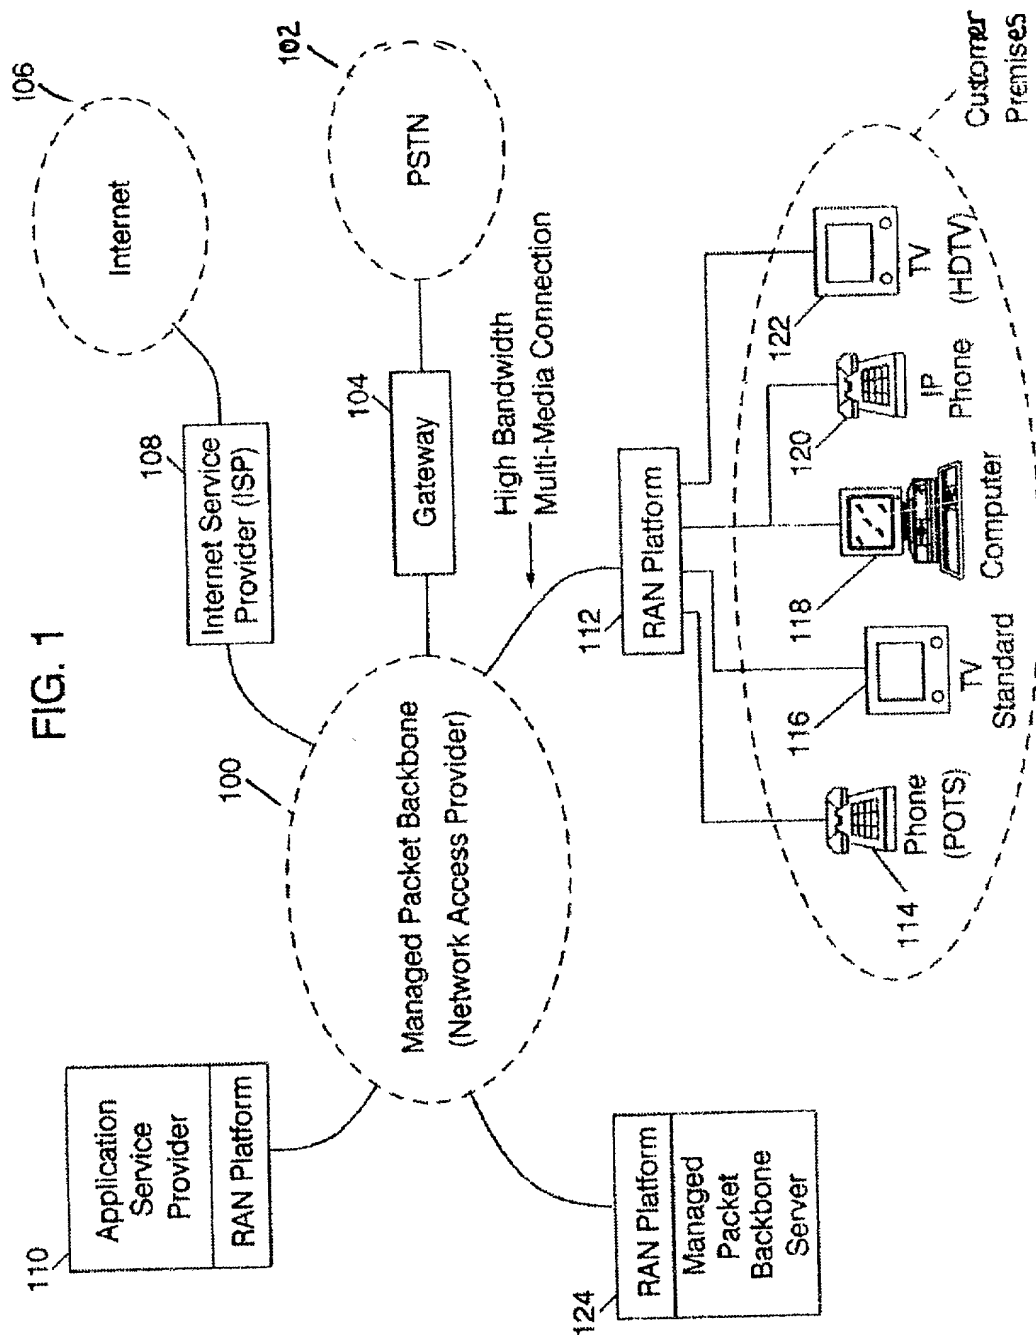 FIG. 1
106
Internet
102
PSTN
108
Internet Service
Provider (ISP)
104
Gateway
High Bandwidth
Multi-Media Connection
100
Managed Packet Backbone
(Network Access Provider)
110
Application
Service
Provider
RAN Platform
124
RAN Platform
Managed
Packet
Backbone
Server
112
RAN Platform
114
Phone
(POTS)
116
TV
Standard
118
Computer
120
IP
Phone
122
TV
(HDTV)
Customer
Premises